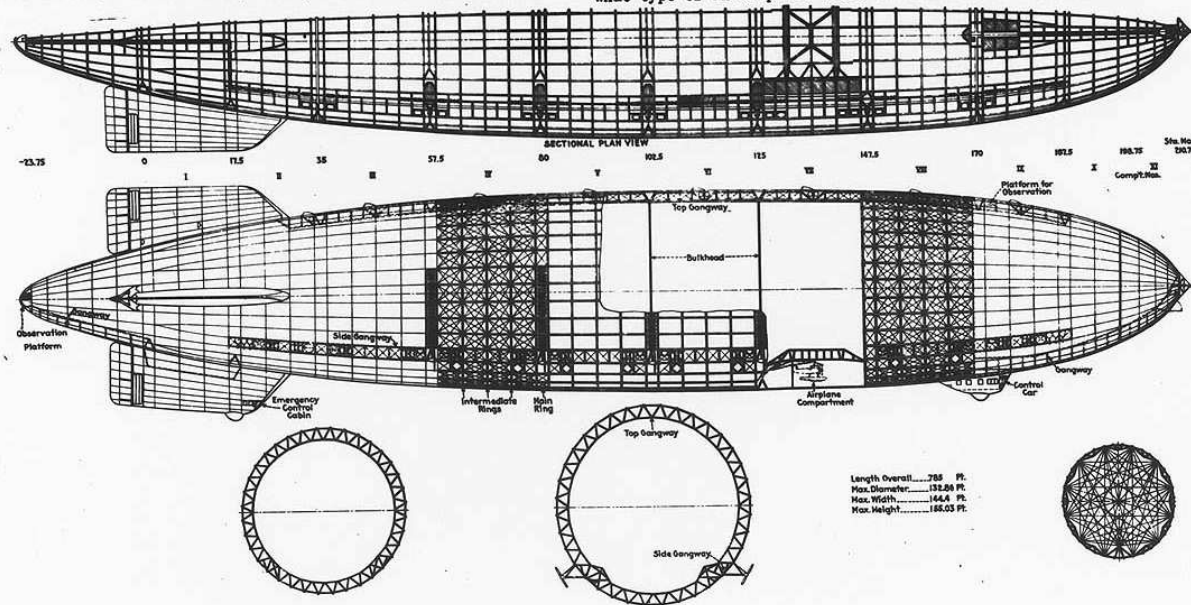 SECTIONAL PLAN VIEW
-23.75 0 17.5 35 57.5 80 102.5 125 147.5 170 187.5 198.75 Sta. No.
I II III IV V VI VII VIII IX X XI
Comp't. Nos.
Platform for
Observation
Top Gangway
Bulkhead
Gangway
Observation
Platform
Side Gangway
Gangway
Control
Car
Airplane
Compartment
Emergency
Control
Cabin
Intermediate
Rings
Main
Ring
Top Gangway
Side Gangway
Length Overall 785 Ft.
Max. Diameter 132.86 Ft.
Max. Width 144.4 Ft.
Max. Height 155.03 Ft.